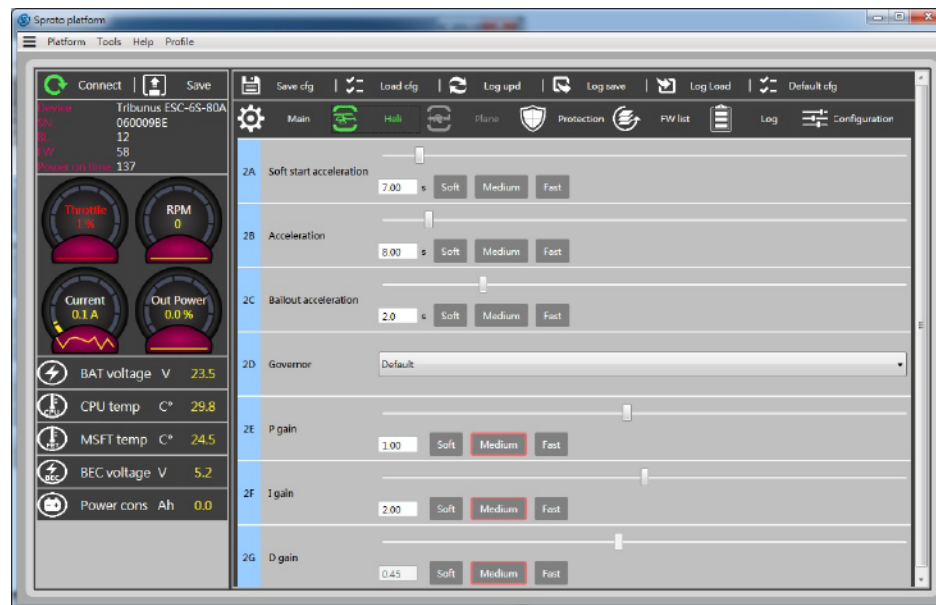 Sproto platform
Platform Tools Help Profile
Connect | Save
Save cfg | Load cfg | Log upd | Log save | Log Load | Default cfg
Device Tribunus ESC-6S-80A
SN 060009BE
BL 12
FW 58
Power on time 137
Main Heli Plane Protection FW list Log Configuration
Throttle
1 %
RPM
0
Current
0.1 A
Out Power
0.0 %
BAT voltage V 23.5
CPU temp C° 29.8
MSFT temp C° 24.5
BEC voltage V 5.2
Power cons Ah 0.0
CPU
BEC
2A Soft start acceleration
7.00 s Soft Medium Fast
2B Acceleration
8.00 s Soft Medium Fast
2C Bailout acceleration
2.0 s Soft Medium Fast
2D Governor Default
2E P gain
1.00 Soft Medium Fast
2F I gain
2.00 Soft Medium Fast
2G D gain
0.45 Soft Medium Fast